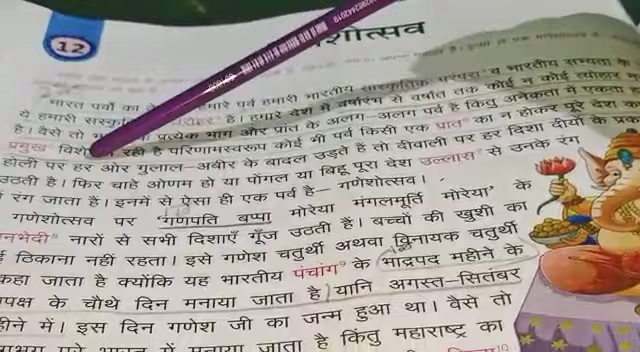 12
शोत्सव
भारत पर्वों का दे हमारे पर्व हमारी भारतीय सांस्कृतिक परंपरा व भारतीय सभ्यता के
ये हमारी संस्कृति धरोहर है। हमारे देश में वर्षारंभ से वर्षांत तक कोई न कोई त्योहार
है। वैसे तो प्रत्येक भाग और प्रांत के अलग-अलग पर्व हैं किंतु अनेकता में एकता
प्रमुख विशे रही है परिणामस्वरूप कोई भी पर्व किसी एक प्रांत का न होकर पूरे देश का
होली पर हर ओर गुलाल-अबीर के बादल उड़ते हैं तो दीवाली पर हर दिशा दीयों के प्रका
उठती है। फिर चाहे ओणम हो या पोंगल या बिहू पूरा देश उल्लास से उनके रंग
रंग जाता है। इनमें से ऐसा ही एक पर्व है— गणेशोत्सव।
गणेशोत्सव पर 'गणपति बप्पा मोरेया मंगलमूर्ति मोरेया' के
नभेदी नारों से सभी दिशाएँ गूँज उठती हैं। बच्चों की खुशी का
ठिकाना नहीं रहता। इसे गणेश चतुर्थी अथवा विनायक चतुर्थी
कहा जाता है क्योंकि यह भारतीय पंचांग के भाद्रपद महीने के
पक्ष के चौथे दिन मनाया जाता है यानि अगस्त-सितंबर
हीने में। इस दिन गणेश जी का जन्म हुआ था। वैसे तो
पूरे भारत में मनाया जाता है किंतु महाराष्ट्र का
10